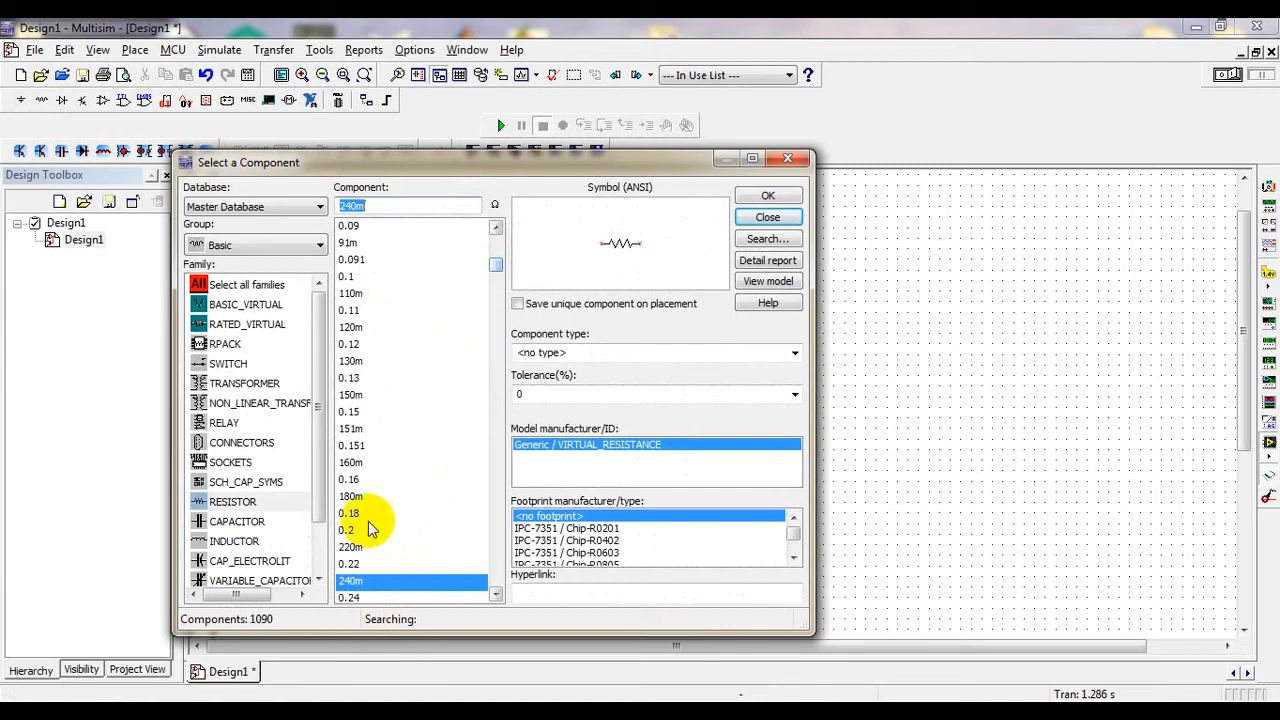 Design1 - Multisim - [Design1 *]
File Edit View Place MCU Simulate Transfer Tools Reports Options Window Help
--- In Use List ---
MISC
Design Toolbox
Select a Component
Design1
Design1
Database:
Master Database
Group:
Basic
Family:
All Select all families
BASIC_VIRTUAL
RATED_VIRTUAL
RPACK
SWITCH
TRANSFORMER
NON_LINEAR_TRANSF
RELAY
CONNECTORS
SOCKETS
SCH_CAP_SYMS
RESISTOR
CAPACITOR
INDUCTOR
CAP_ELECTROLIT
VARIABLE_CAPACITO
Component:
240m Ω
0.09
91m
0.091
0.1
110m
0.11
120m
0.12
130m
0.13
150m
0.15
151m
0.151
160m
0.16
180m
0.18
0.2
220m
0.22
240m
0.24
Symbol (ANSI)
Save unique component on placement
Component type:
<no type>
Tolerance(%):
0
Model manufacturer/ID:
Generic / VIRTUAL_RESISTANCE
Footprint manufacturer/type:
<no footprint>
IPC-7351 / Chip-R0201
IPC-7351 / Chip-R0402
IPC-7351 / Chip-R0603
IPC-7351 / Chip-R0805
Hyperlink:
OK
Close
Search...
Detail report
View model
Help
Components: 1090 Searching:
Hierarchy Visibility Project View
Design1 *
- Tran: 1.286 s